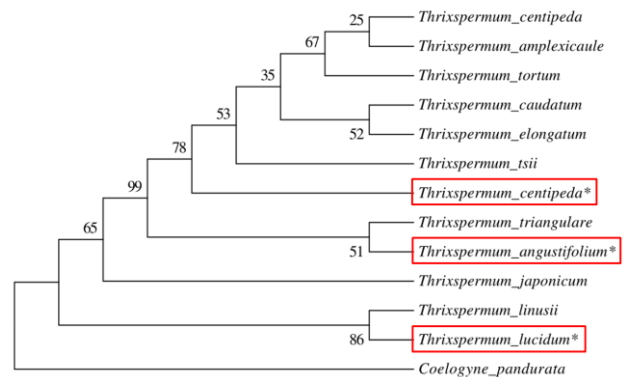 25
Thrixspermum_centipeda
Thrixspermum_amplexicaule
67
Thrixspermum_tortum
35
Thrixspermum_caudatum
52
Thrixspermum_elongatum
53
Thrixspermum_tsii
78
Thrixspermum_centipeda*
99
Thrixspermum_triangulare
51
Thrixspermum_angustifolium*
65
Thrixspermum_japonicum
Thrixspermum_linusii
86
Thrixspermum_lucidum*
Coelogyne_pandurata